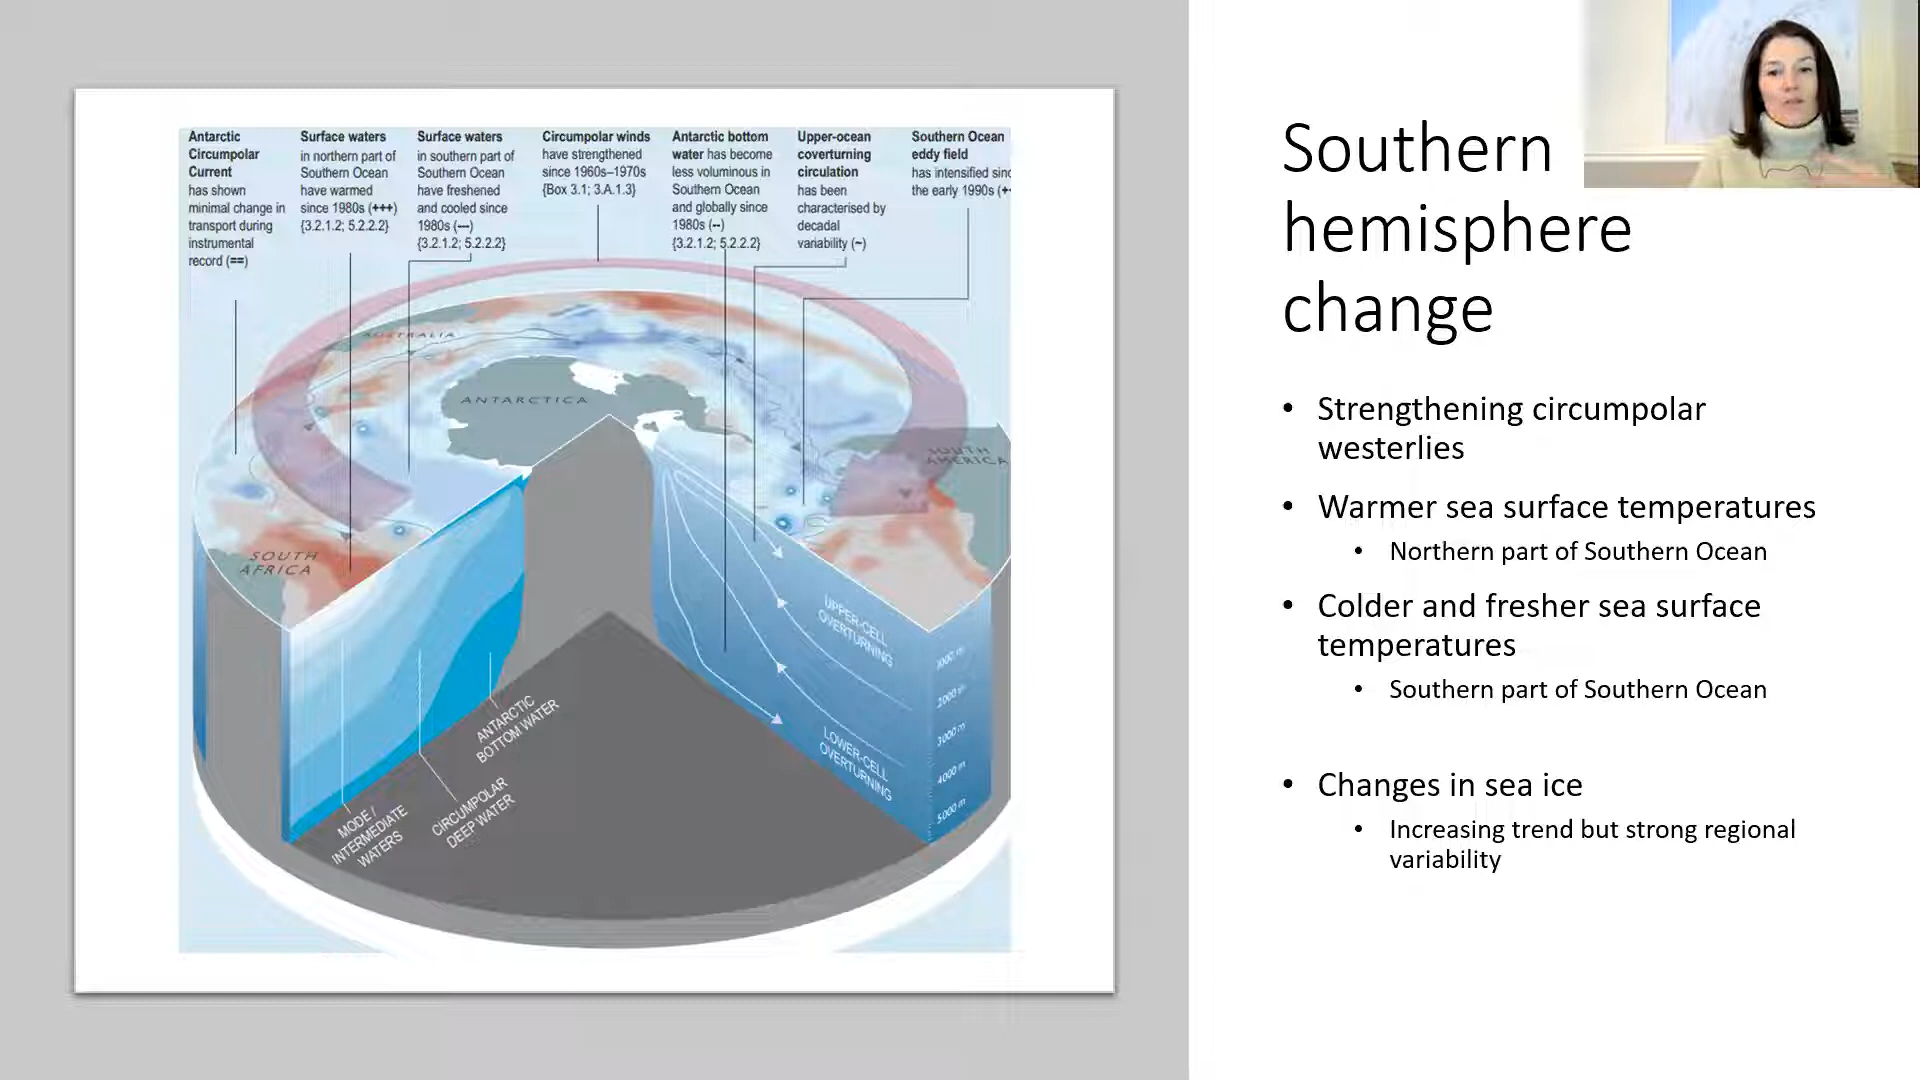 Antarctic
Circumpolar
Current
has shown
minimal change in
transport during
instrumental
record (==)
Surface waters
in northern part of
Southern Ocean
have warmed
since 1980s (+++)
{3.2.1.2; 5.2.2.2}
Surface waters
in southern part of
Southern Ocean
have freshened
and cooled since
1980s (---)
{3.2.1.2; 5.2.2.2}
Circumpolar winds
have strengthened
since 1960s–1970s
{Box 3.1; 3.A.1.3}
Antarctic bottom
water has become
less voluminous in
Southern Ocean
and globally since
1980s (--)
{3.2.1.2; 5.2.2.2}
Upper-ocean
coverturning
circulation
has been
characterised by
decadal
variability (~)
Southern Ocean
eddy field
has intensified sinc
the early 1990s (+
AUSTRALIA
ANTARCTICA
SOUTH
AMERICA
SOUTH
AFRICA
UPPER-CELL
OVERTURNING
LOWER-CELL
OVERTURNING
1000 m
2000 m
3000 m
4000 m
5000 m
ANTARCTIC
BOTTOM WATER
CIRCUMPOLAR
DEEP WATER
MODE /
INTERMEDIATE
WATERS
Southern
hemisphere
change
• Strengthening circumpolar
westerlies
• Warmer sea surface temperatures
• Northern part of Southern Ocean
• Colder and fresher sea surface
temperatures
• Southern part of Southern Ocean
• Changes in sea ice
• Increasing trend but strong regional
variability